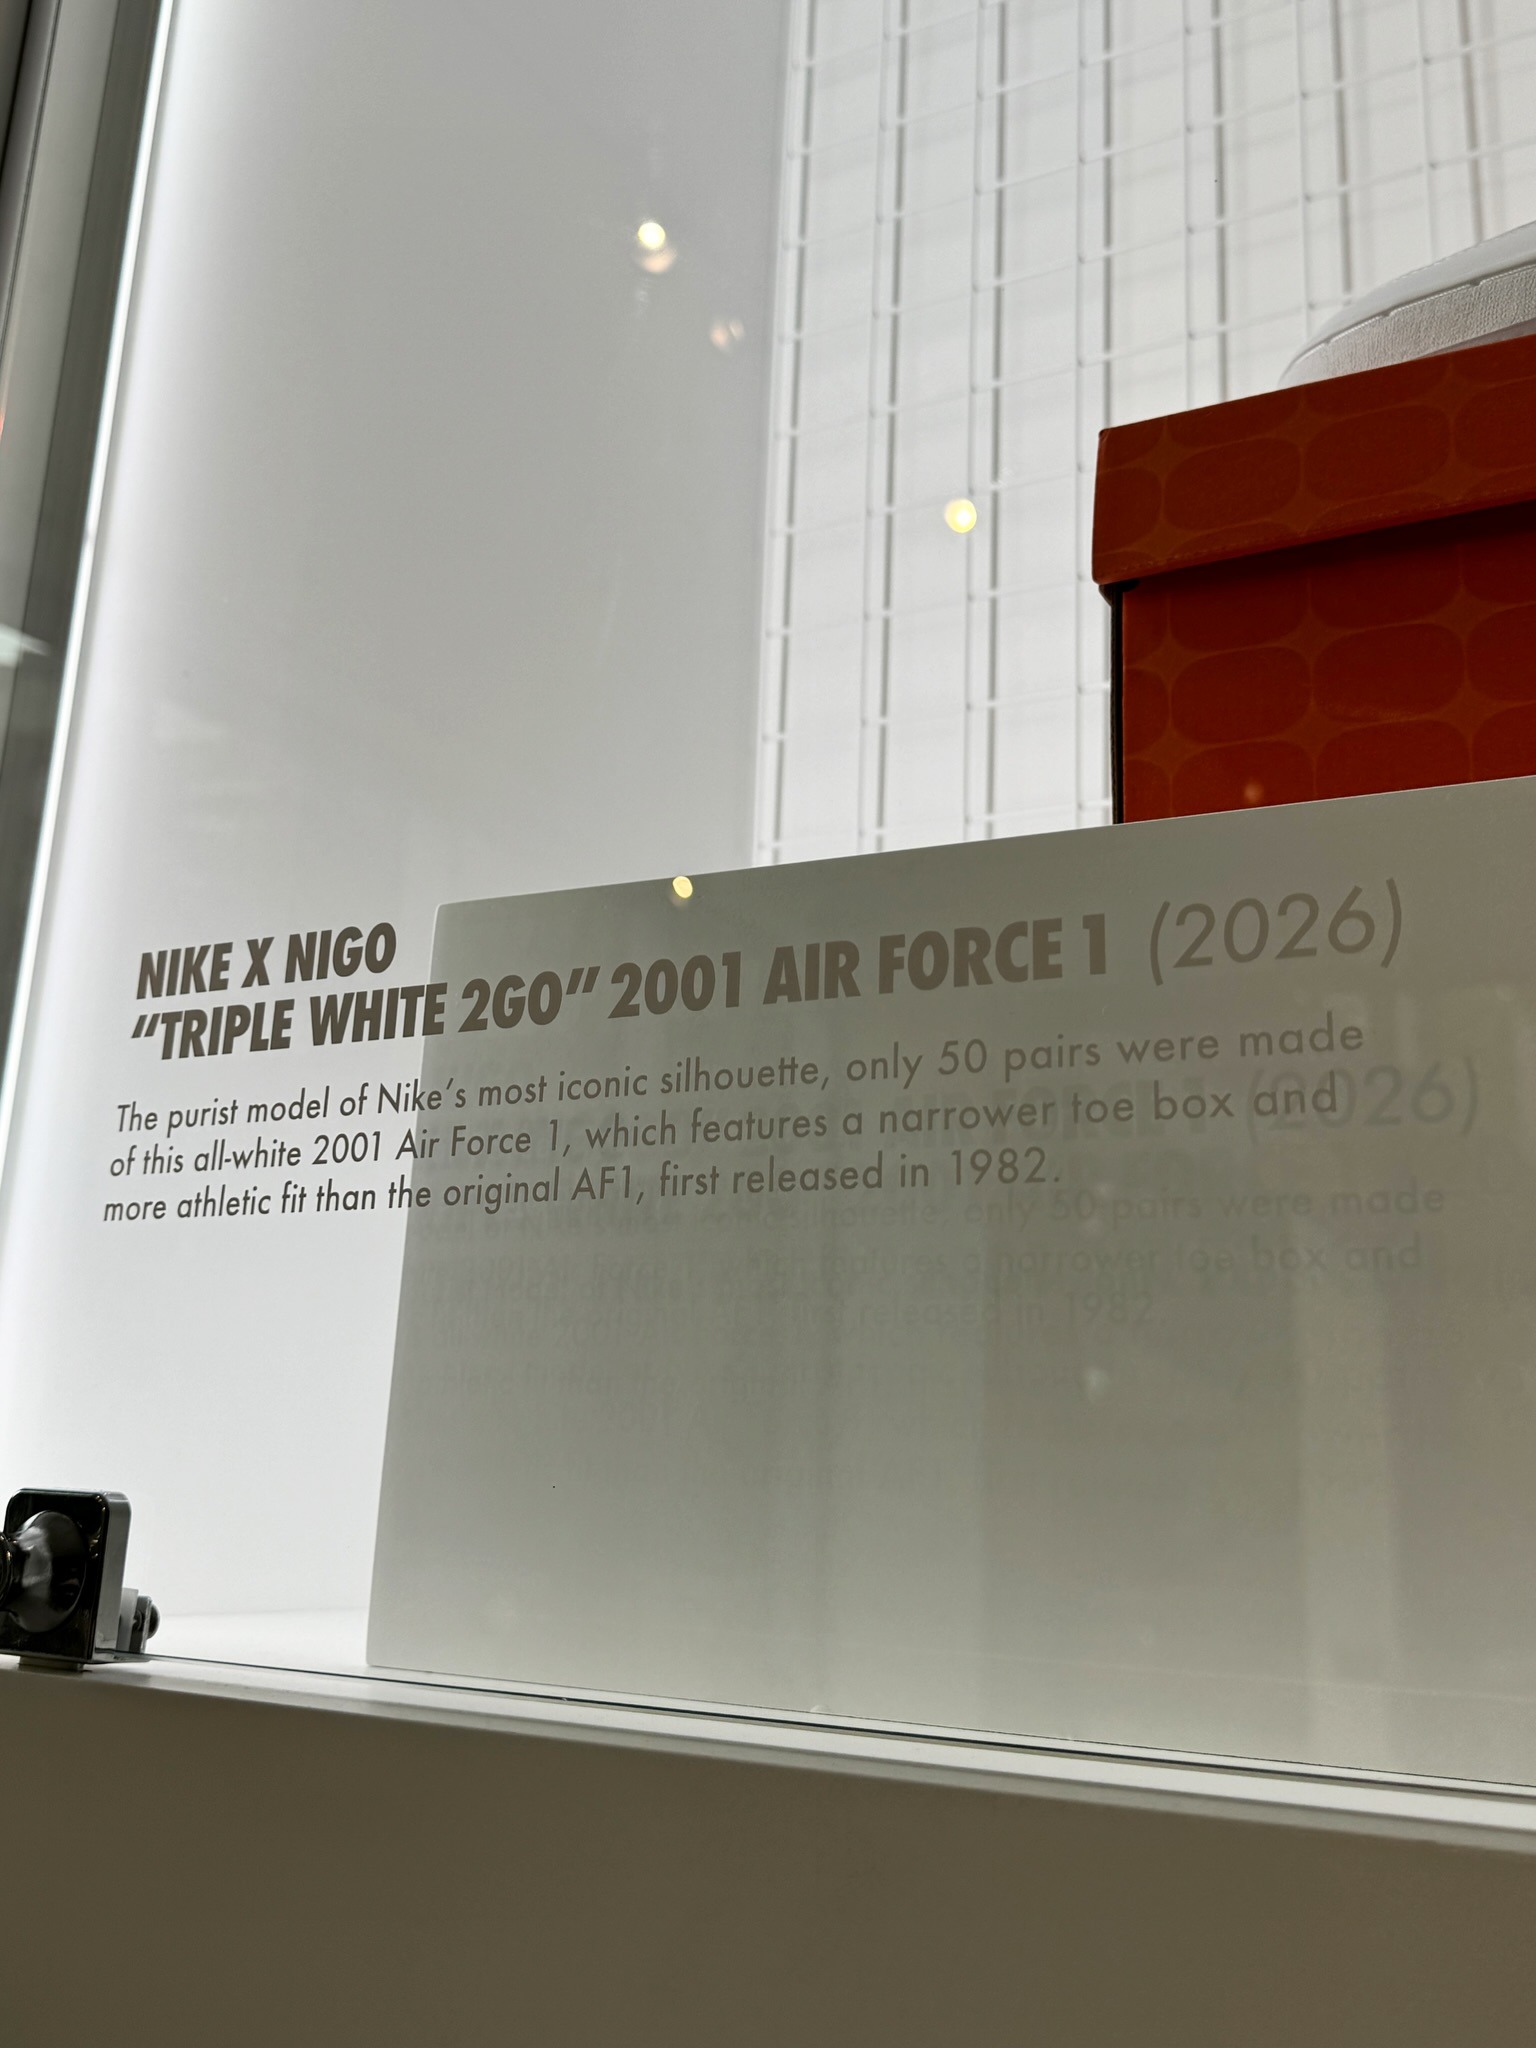 NIKE X NIGO
“TRIPLE WHITE 2GO” 2001 AIR FORCE 1 (2026)
The purist model of Nike’s most iconic silhouette, only 50 pairs were made
of this all-white 2001 Air Force 1, which features a narrower toe box and
more athletic fit than the original AF1, first released in 1982.